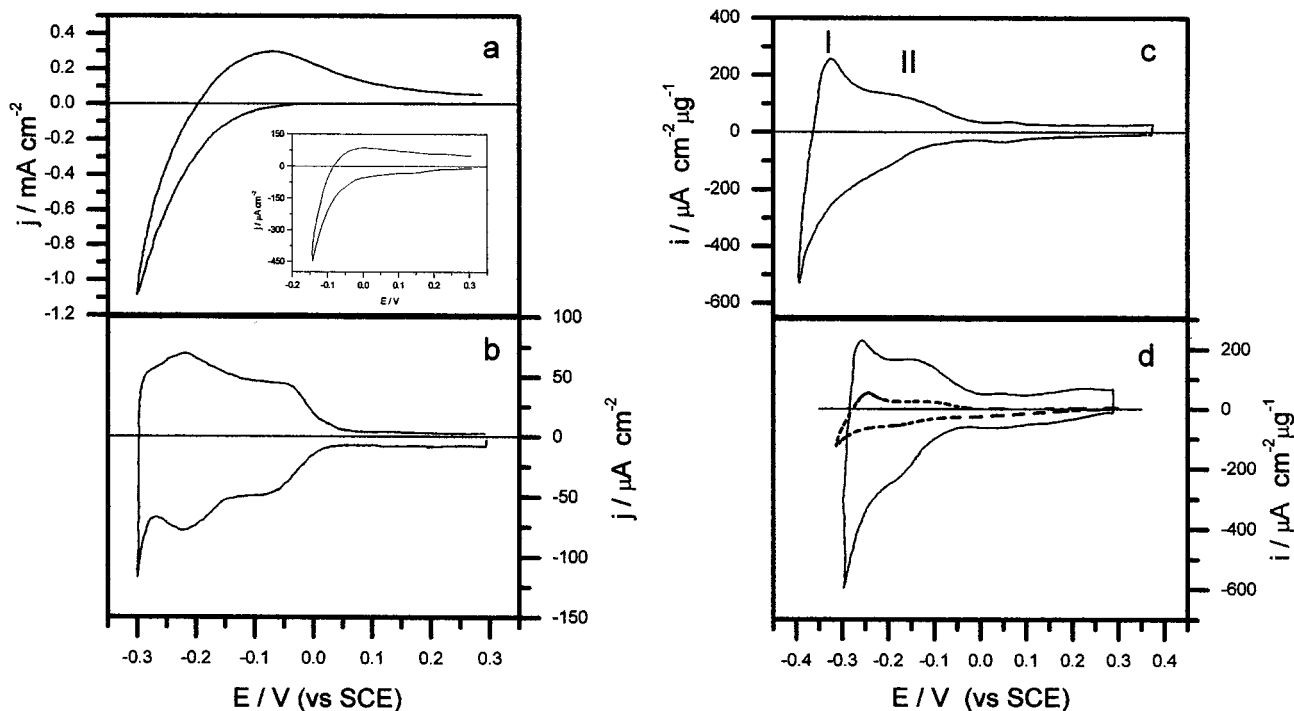 a
j / mA cm⁻²
0.4
0.2
0.0
-0.2
-0.4
-0.6
-0.8
-1.0
-1.2
j / µA cm⁻²
150
0
-150
-300
-450
-0.2 -0.1 0.0 0.1 0.2 0.3
E / V
b
100
50
0
-50
-100
-150
j / µA cm⁻²
-0.3 -0.2 -0.1 0.0 0.1 0.2 0.3
E / V (vs SCE)
c
I
II
i / µA cm⁻²µg⁻¹
400
200
0
-200
-400
-600
d
200
0
-200
-400
-600
i / µA cm⁻²µg⁻¹
-0.4 -0.3 -0.2 -0.1 0.0 0.1 0.2 0.3 0.4
E / V (vs SCE)